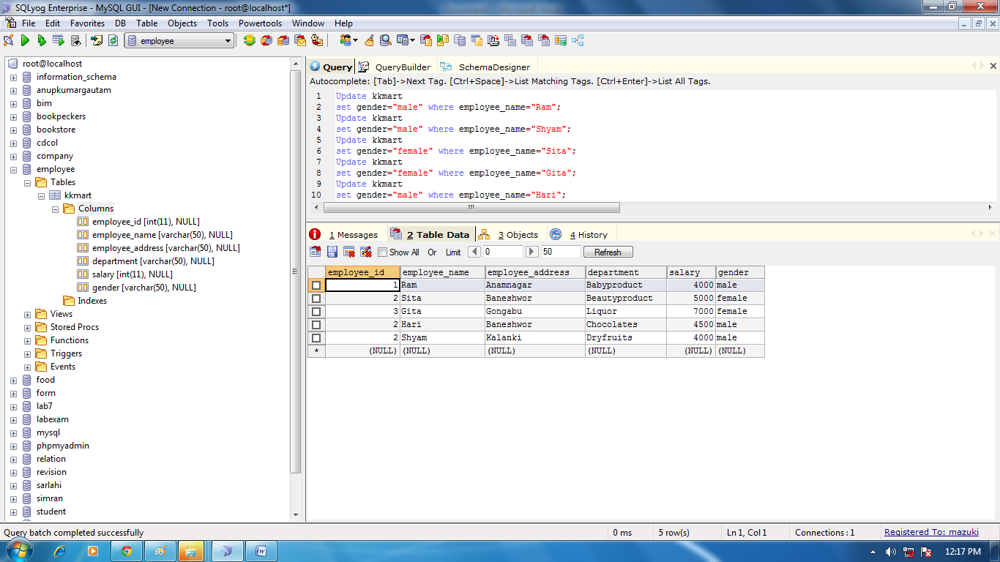 SQLyog Enterprise - MySQL GUI - [New Connection - root@localhost*]
File Edit Favorites DB Table Objects Tools Powertools Window Help
employee
root@localhost
information_schema
anupkumargautam
bim
bookpeckers
bookstore
cdcol
company
employee
Tables
kkmart
Columns
employee_id [int(11), NULL]
employee_name [varchar(50), NULL]
employee_address [varchar(50), NULL]
department [varchar(50), NULL]
salary [int(11), NULL]
gender [varchar(50), NULL]
Indexes
Views
Stored Procs
Functions
Triggers
Events
food
form
lab7
labexam
mysql
phpmyadmin
relation
revision
sarlahi
simran
student
Query QueryBuilder SchemaDesigner
Autocomplete: [Tab]->Next Tag. [Ctrl+Space]->List Matching Tags. [Ctrl+Enter]->List All Tags.
1 Update kkmart
2 set gender="male" where employee_name="Ram";
3 Update kkmart
4 set gender="male" where employee_name="Shyam";
5 Update kkmart
6 set gender="female" where employee_name="Sita";
7 Update kkmart
8 set gender="female" where employee_name="Gita";
9 Update kkmart
10 set gender="male" where employee_name="Hari";
1 Messages 2 Table Data 3 Objects 4 History
Show All Or Limit 0 50 Refresh
employee_id employee_name employee_address department salary gender
1 Ram Anamnagar Babyproduct 4000 male
2 Sita Baneshwor Beautyproduct 5000 female
3 Gita Gongabu Liquor 7000 female
2 Hari Baneshwor Chocolates 4500 male
2 Shyam Kalanki Dryfruits 4000 male
* (NULL) (NULL) (NULL) (NULL) (NULL) (NULL)
Query batch completed successfully 0 ms 5 row(s) Ln 1, Col 1 Connections : 1 Registered To: mazuki
12:17 PM